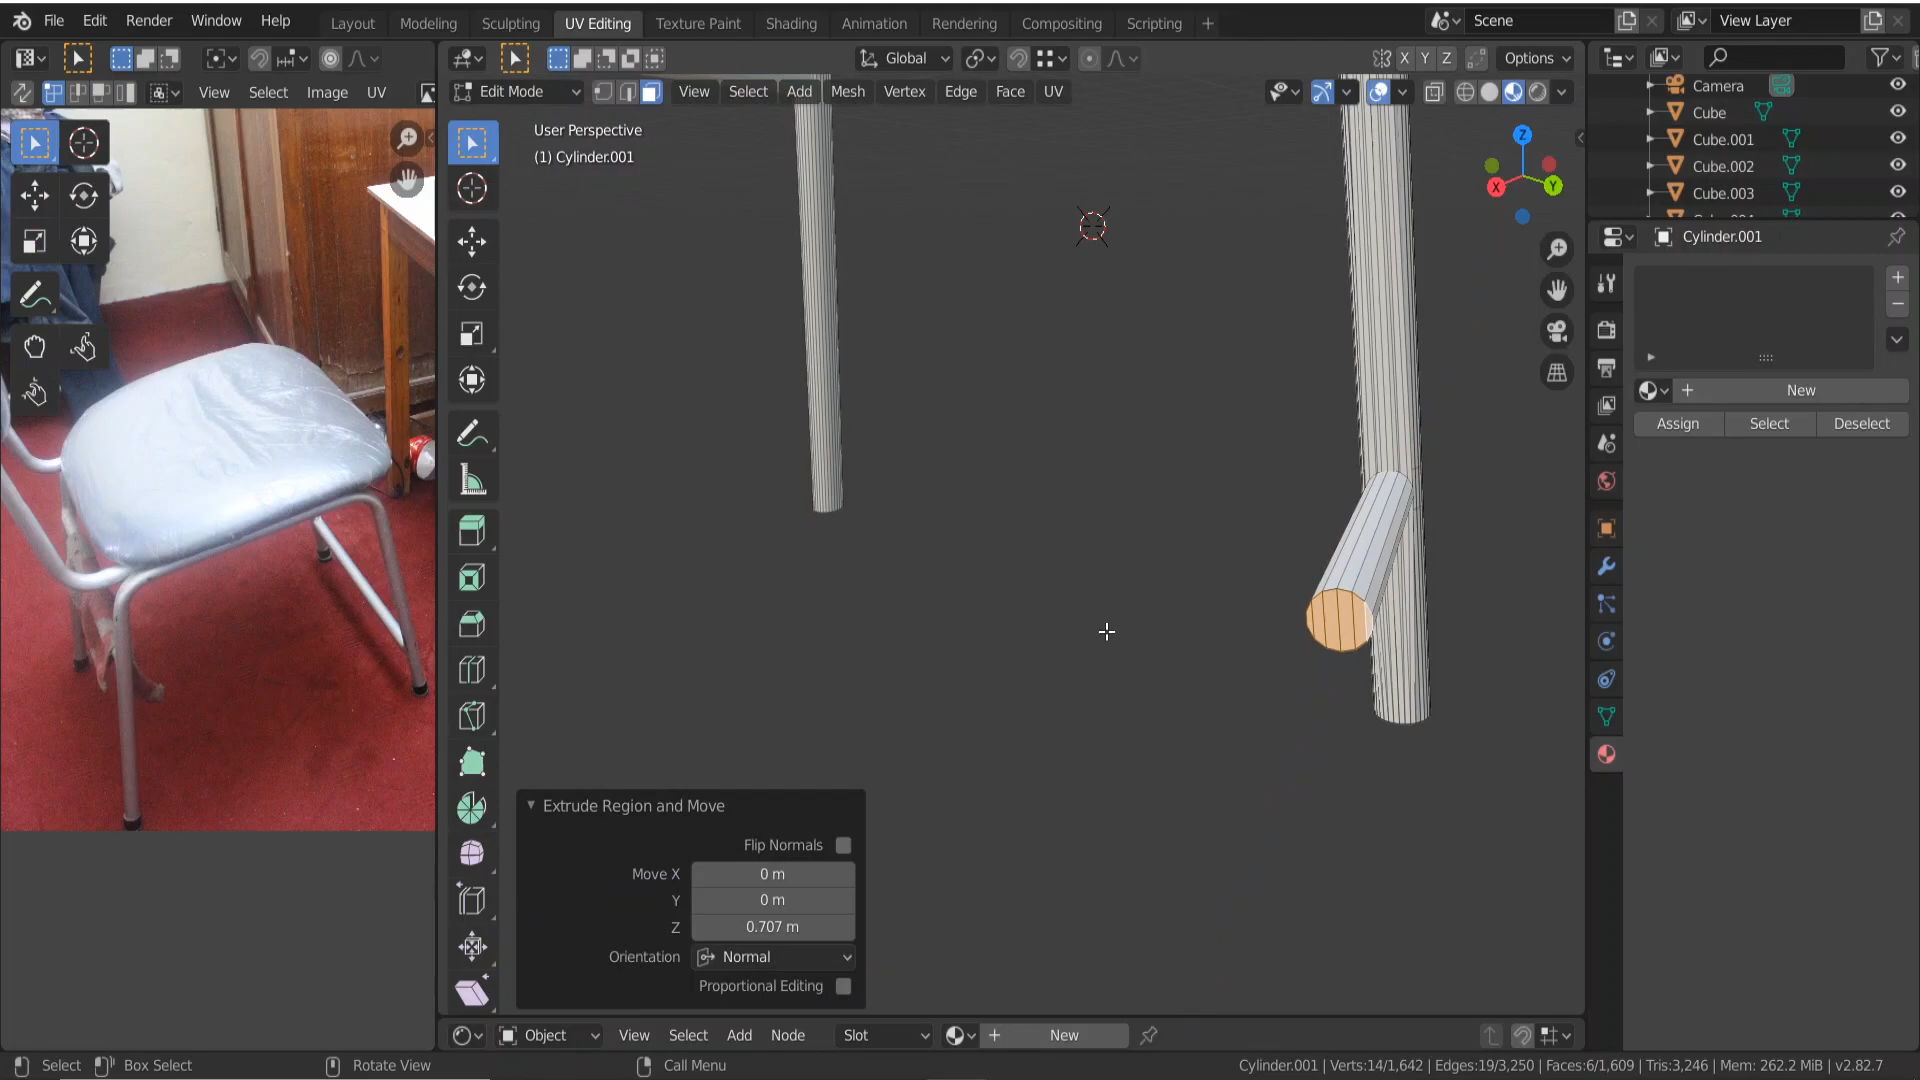 File Edit Render Window Help Layout Modeling Sculpting UV Editing Texture Paint Shading Animation Rendering Compositing Scripting + Scene View Layer
Global X Y Z Options
View Select Image UV
Edit Mode View Select Add Mesh Vertex Edge Face UV
User Perspective
(1) Cylinder.001
Z
X
Y
Camera
Cube
Cube.001
Cube.002
Cube.003
Cylinder.001
New
Assign Select Deselect
Extrude Region and Move
Flip Normals
Move X 0 m
Y 0 m
Z 0.707 m
Orientation Normal
Proportional Editing
Object View Select Add Node Slot New
Select Box Select Rotate View Call Menu Cylinder.001 | Verts:14/1,642 | Edges:19/3,250 | Faces:6/1,609 | Tris:3,246 | Mem: 262.2 MiB | v2.82.7